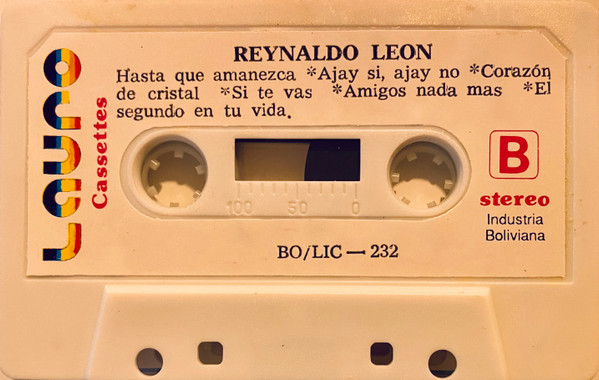 REYNALDO LEON
Hasta que amanezca *Ajay si, ajay no *Corazón
de cristal *Si te vas *Amigos nada mas *El
segundo en tu vida.
Lauro
Cassettes
B
stereo
Industria
Boliviana
100 50 0
BO/LIC — 232